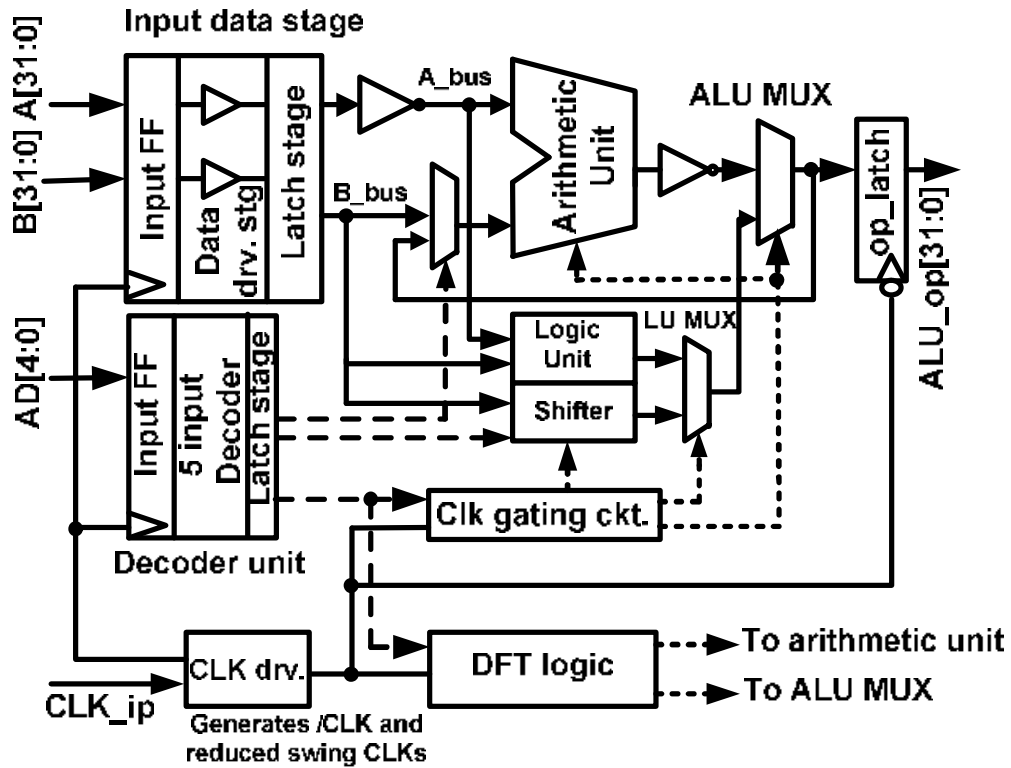 Input data stage
A[31:0]
B[31:0]
Input FF
Data
drv. stg
Latch stage
A_bus
B_bus
Arithmetic
Unit
ALU MUX
op_latch
ALU_op[31:0]
AD[4:0]
Input FF
5 input
Decoder
Latch stage
Decoder unit
Logic
Unit
Shifter
LU MUX
Clk gating ckt.
CLK_ip
CLK drv.
Generates /CLK and
reduced swing CLKs
DFT logic
To arithmetic unit
To ALU MUX